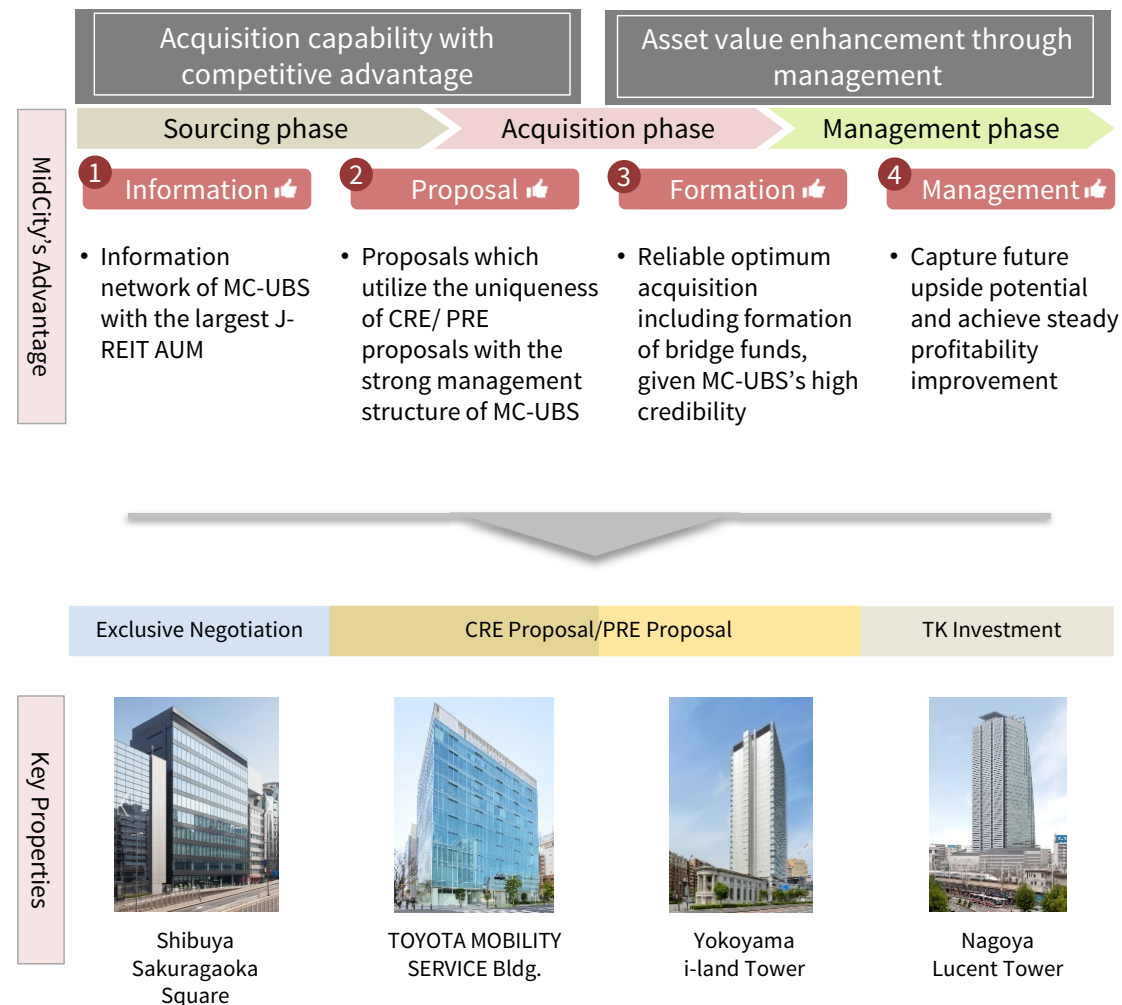 Acquisition capability with
competitive advantage
Asset value enhancement through
management
MidCity's Advantage
Sourcing phase
Acquisition phase
Management phase
1 Information
2 Proposal
3 Formation
4 Management
• Information
network of MC-UBS
with the largest J-
REIT AUM
• Proposals which
utilize the uniqueness
of CRE/ PRE
proposals with the
strong management
structure of MC-UBS
• Reliable optimum
acquisition
including formation
of bridge funds,
given MC-UBS's high
credibility
• Capture future
upside potential
and achieve steady
profitability
improvement
Exclusive Negotiation
CRE Proposal/PRE Proposal
TK Investment
Key Properties
Shibuya
Sakuragaoka
Square
TOYOTA MOBILITY
SERVICE Bldg.
Yokoyama
i-land Tower
Nagoya
Lucent Tower